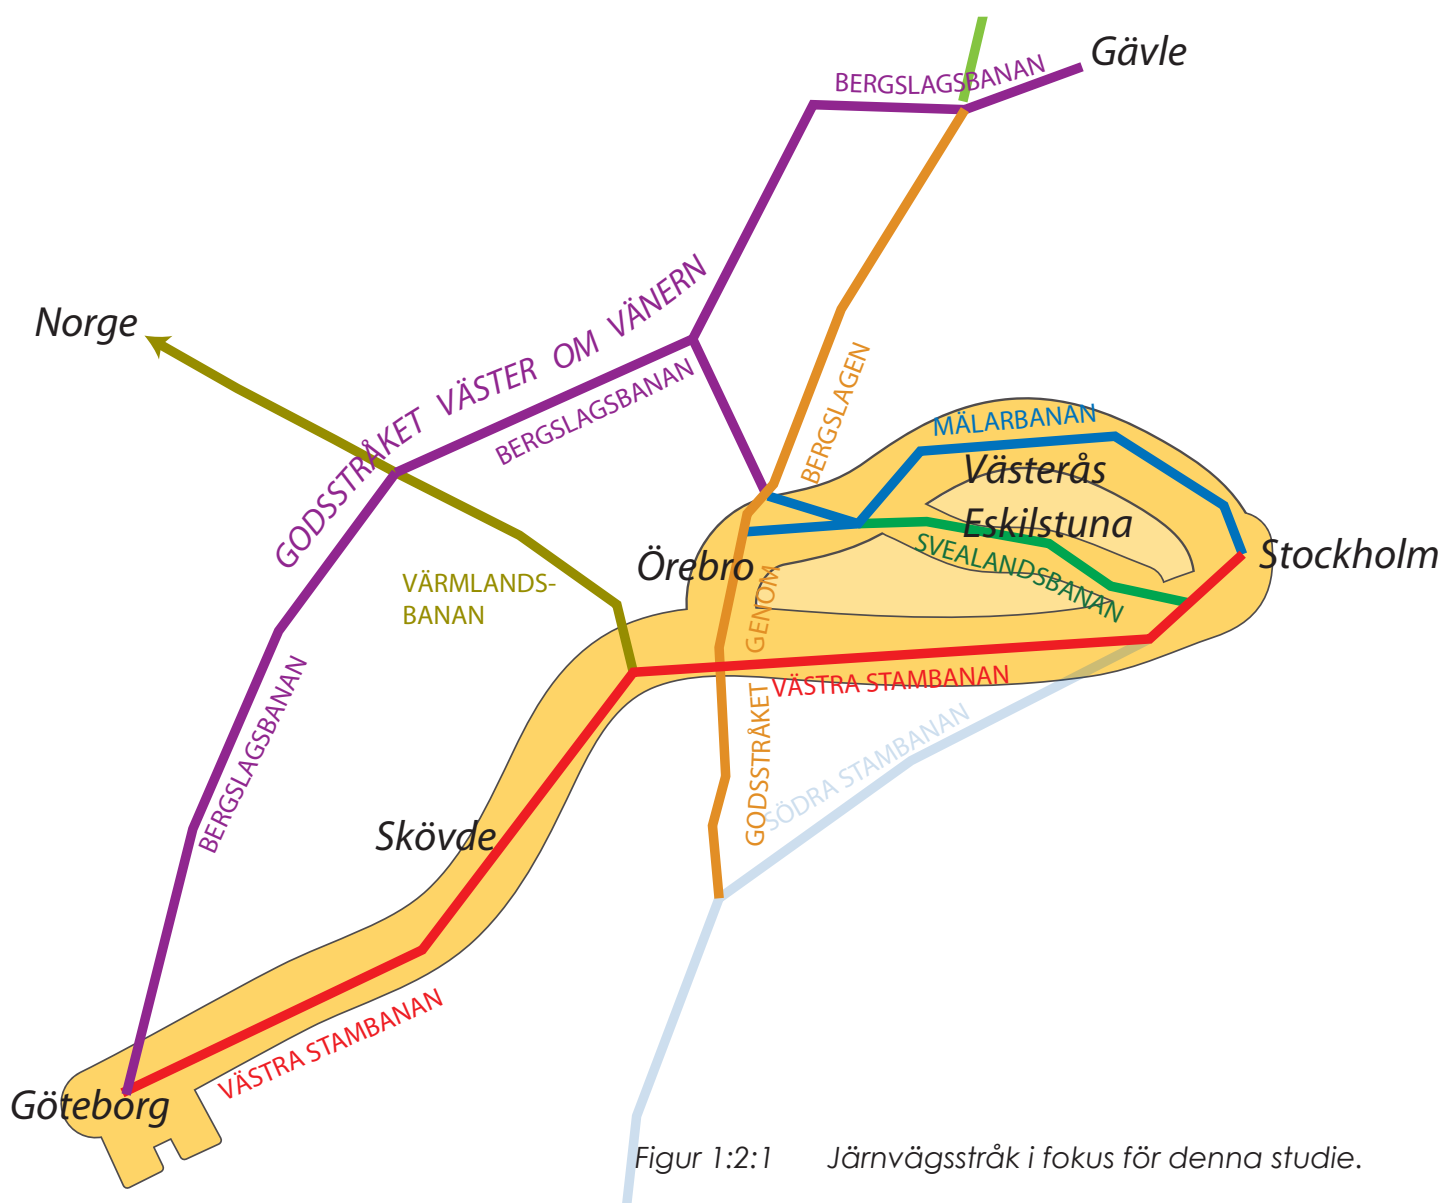 Gävle
BERGSLAGSBANAN
Norge
GODSSTRÅKET VÄSTER OM VÄNERN
BERGSLAGSBANAN
BERGSLAGEN
MÄLARBANAN
Västerås
Eskilstuna
SVEALANDSBANAN
Stockholm
Örebro
GENOM
VÄRMLANDS-
BANAN
VÄSTRA STAMBANAN
GODSSTRÅKET
SÖDRA STAMBANAN
BERGSLAGSBANAN
Skövde
VÄSTRA STAMBANAN
Göteborg
Figur 1:2:1 Järnvägsstråk i fokus för denna studie.